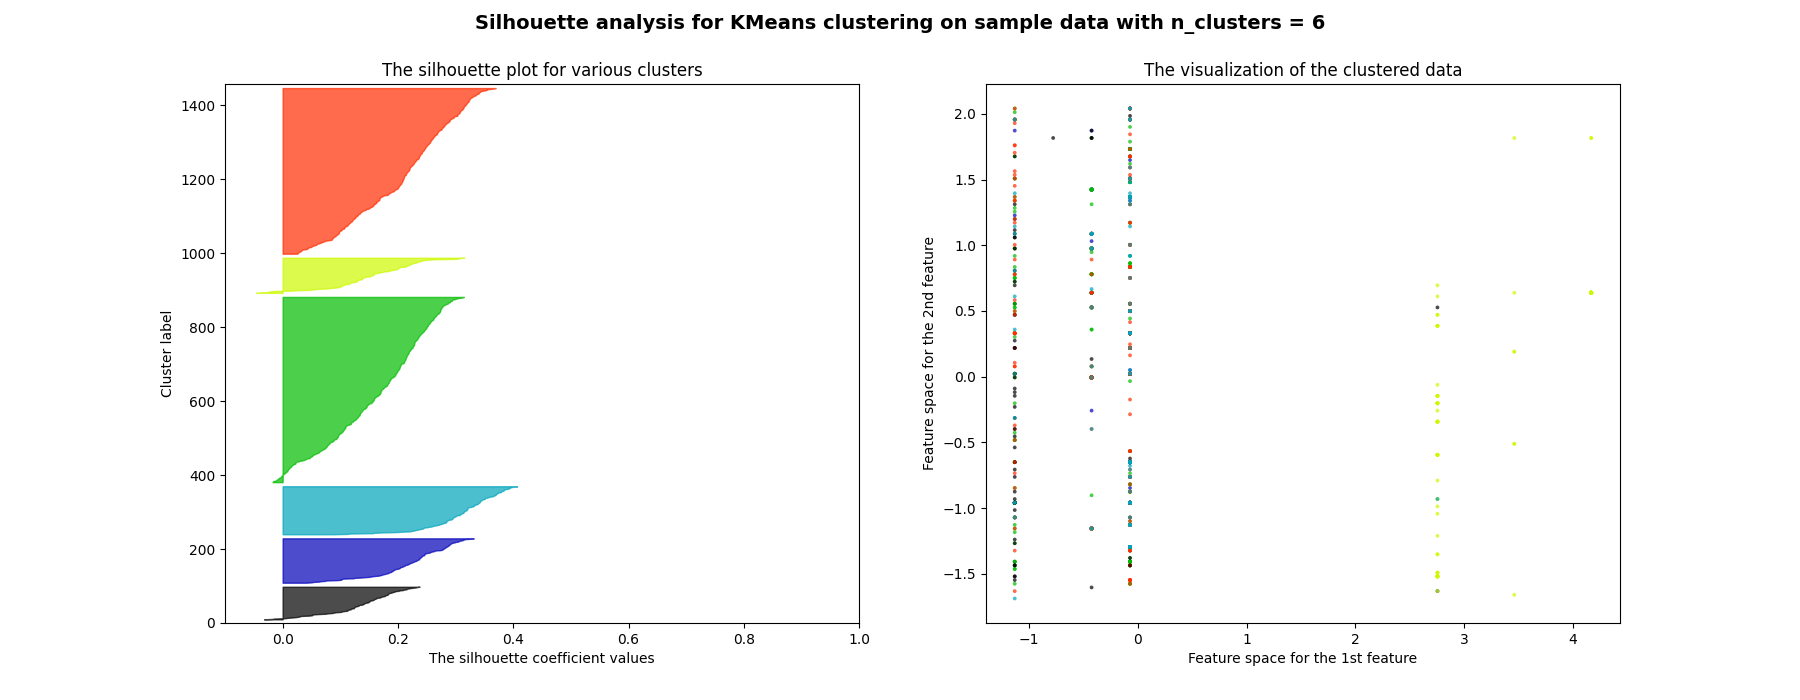 Silhouette analysis for KMeans clustering on sample data with n_clusters = 6
The silhouette plot for various clusters
Cluster label
1400
1200
1000
800
600
400
200
0
0.0 0.2 0.4 0.6 0.8 1.0
The silhouette coefficient values
The visualization of the clustered data
Feature space for the 2nd feature
2.0
1.5
1.0
0.5
0.0
−0.5
−1.0
−1.5
−1 0 1 2 3 4
Feature space for the 1st feature